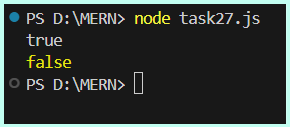 PS D:\MERN> node task27.js
true
false
PS D:\MERN>